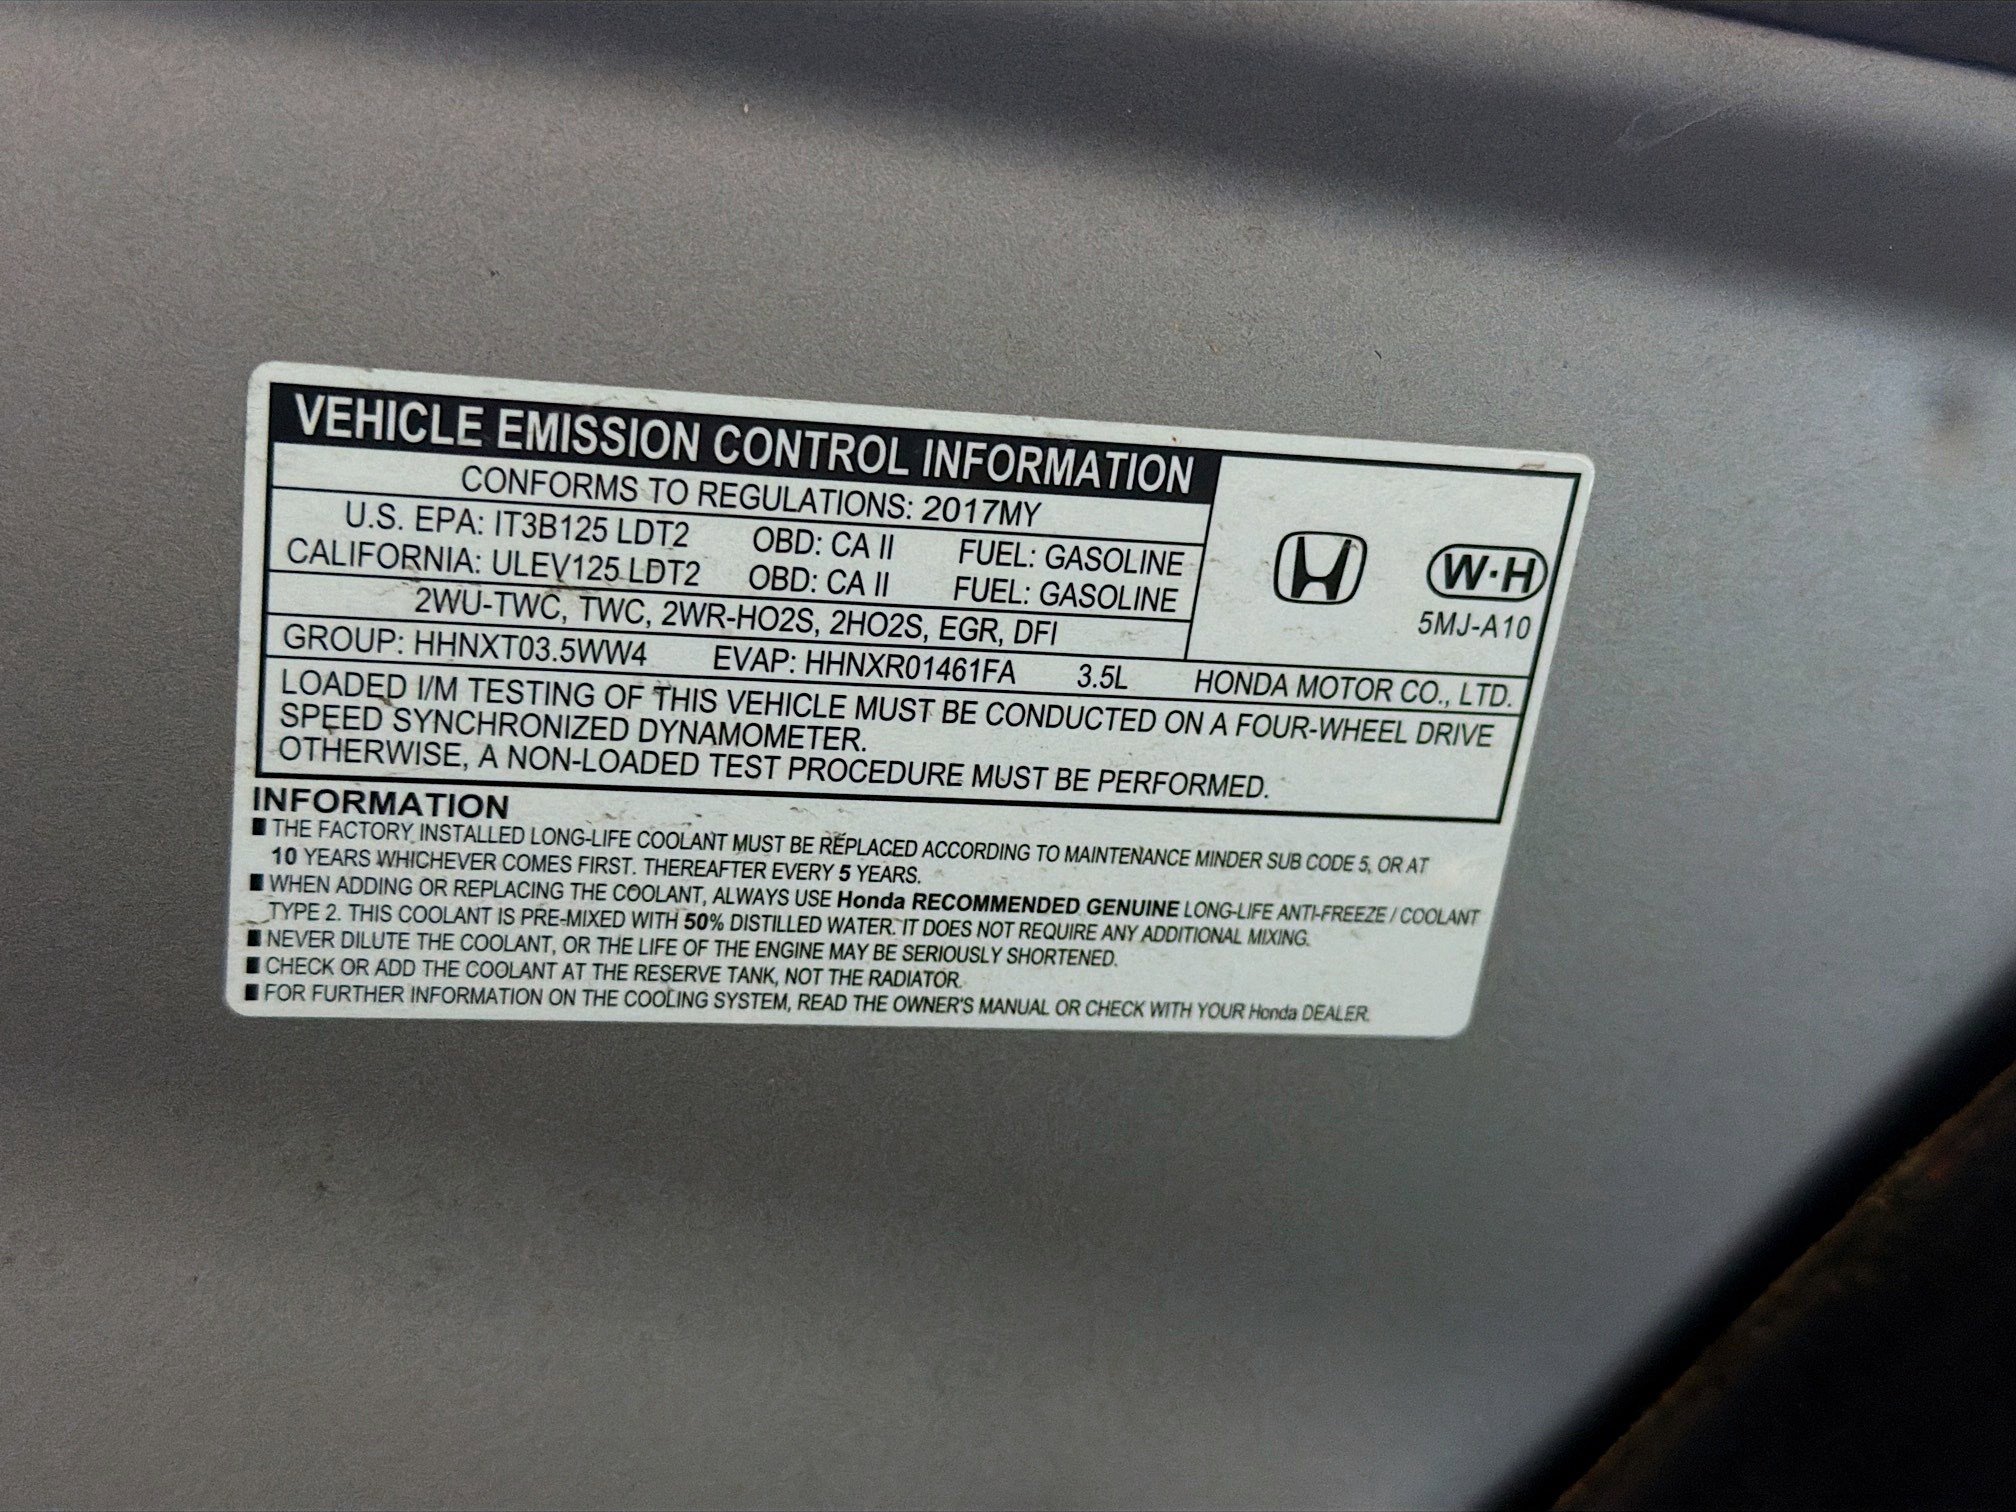 VEHICLE EMISSION CONTROL INFORMATION
CONFORMS TO REGULATIONS: 2017MY
U.S. EPA: IT3B125 LDT2 OBD: CA II FUEL: GASOLINE
CALIFORNIA: ULEV125 LDT2 OBD: CA II FUEL: GASOLINE
2WU-TWC, TWC, 2WR-HO2S, 2HO2S, EGR, DFI
W·H
5MJ-A10
GROUP: HHNXT03.5WW4 EVAP: HHNXR01461FA 3.5L HONDA MOTOR CO., LTD.
LOADED I/M TESTING OF THIS VEHICLE MUST BE CONDUCTED ON A FOUR-WHEEL DRIVE
SPEED SYNCHRONIZED DYNAMOMETER.
OTHERWISE, A NON-LOADED TEST PROCEDURE MUST BE PERFORMED.
INFORMATION
■ THE FACTORY INSTALLED LONG-LIFE COOLANT MUST BE REPLACED ACCORDING TO MAINTENANCE MINDER SUB CODE 5, OR AT
10 YEARS WHICHEVER COMES FIRST. THEREAFTER EVERY 5 YEARS.
■ WHEN ADDING OR REPLACING THE COOLANT, ALWAYS USE Honda RECOMMENDED GENUINE LONG-LIFE ANTI-FREEZE / COOLANT
TYPE 2. THIS COOLANT IS PRE-MIXED WITH 50% DISTILLED WATER. IT DOES NOT REQUIRE ANY ADDITIONAL MIXING.
■ NEVER DILUTE THE COOLANT, OR THE LIFE OF THE ENGINE MAY BE SERIOUSLY SHORTENED.
■ CHECK OR ADD THE COOLANT AT THE RESERVE TANK, NOT THE RADIATOR.
■ FOR FURTHER INFORMATION ON THE COOLING SYSTEM, READ THE OWNER'S MANUAL OR CHECK WITH YOUR Honda DEALER.